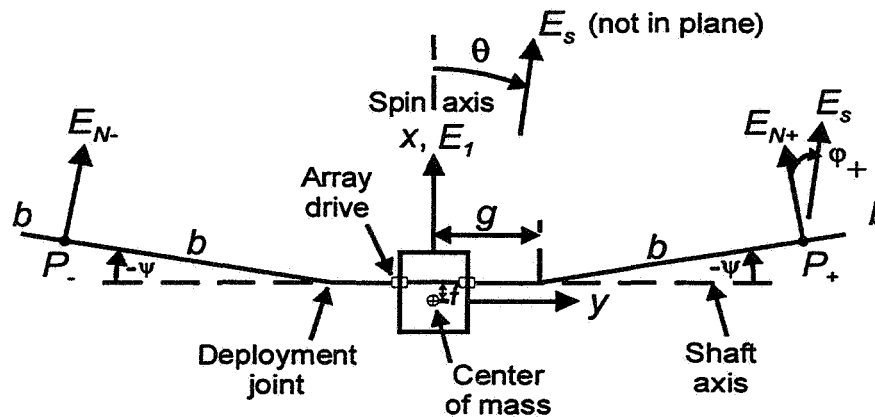 E_s (not in plane)
θ
Spin axis
x, E_1
E_N-
E_N+
E_s
φ_+
Array drive
g
b
b
b
b
P_-
-ψ
-ψ
P_+
f
y
Deployment joint
Center of mass
Shaft axis